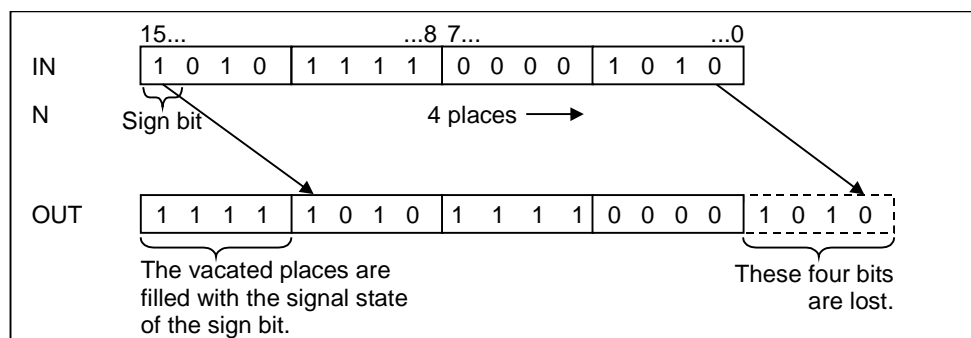 15... ...8 7... ...0
IN 1 0 1 0 1 1 1 1 0 0 0 0 1 0 1 0
Sign bit
N 4 places
OUT 1 1 1 1 1 0 1 0 1 1 1 1 0 0 0 0 1 0 1 0
The vacated places are
filled with the signal state
of the sign bit.
These four bits
are lost.